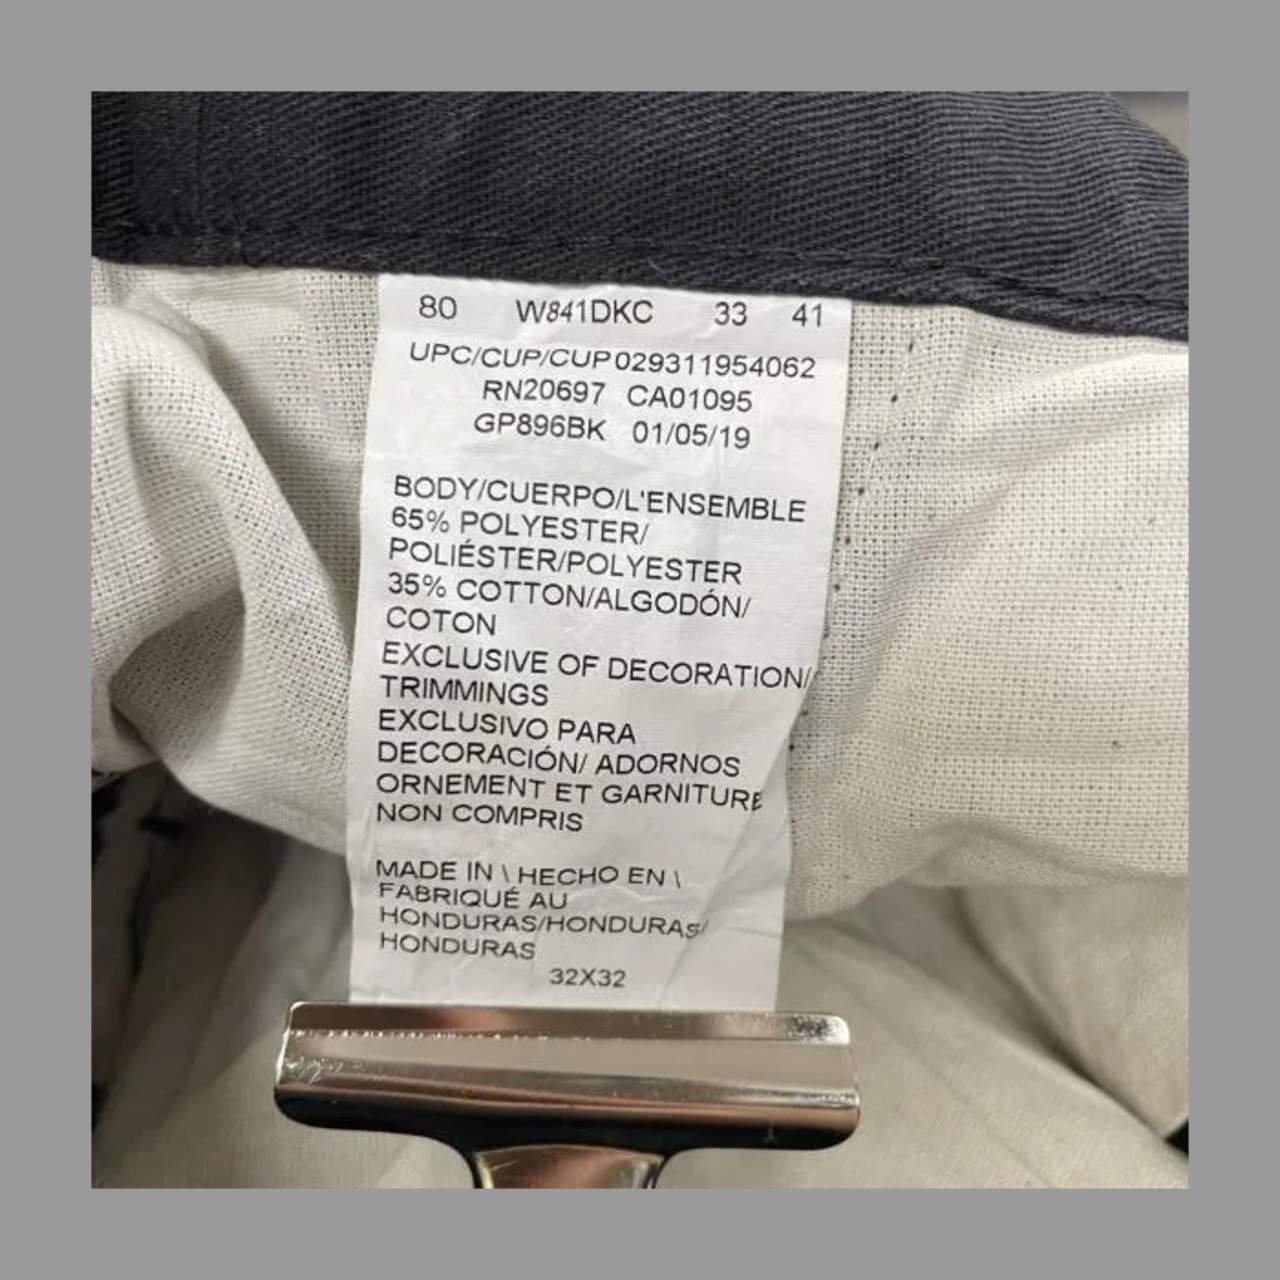 80 W841DKC 33 41
UPC/CUP/CUP029311954062
RN20697 CA01095
GP896BK 01/05/19
BODY/CUERPO/L'ENSEMBLE
65% POLYESTER/
POLIÉSTER/POLYESTER
35% COTTON/ALGODÓN/
COTON
EXCLUSIVE OF DECORATION/
TRIMMINGS
EXCLUSIVO PARA
DECORACIÓN/ ADORNOS
ORNEMENT ET GARNITURE
NON COMPRIS
MADE IN \ HECHO EN \
FABRIQUÉ AU
HONDURAS/HONDURAS/
HONDURAS
32X32